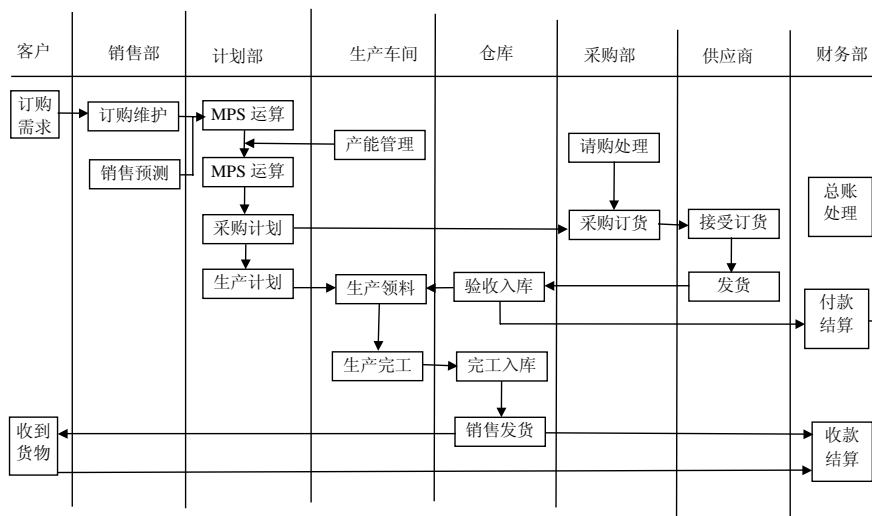 客户 销售部 计划部 生产车间 仓库 采购部 供应商 财务部
订购
需求
订购维护
MPS 运算
产能管理
请购处理
销售预测
MPS 运算
总账
处理
采购计划
采购订货
接受订货
生产计划
生产领料
验收入库
发货
付款
结算
生产完工
完工入库
收到
货物
销售发货
收款
结算